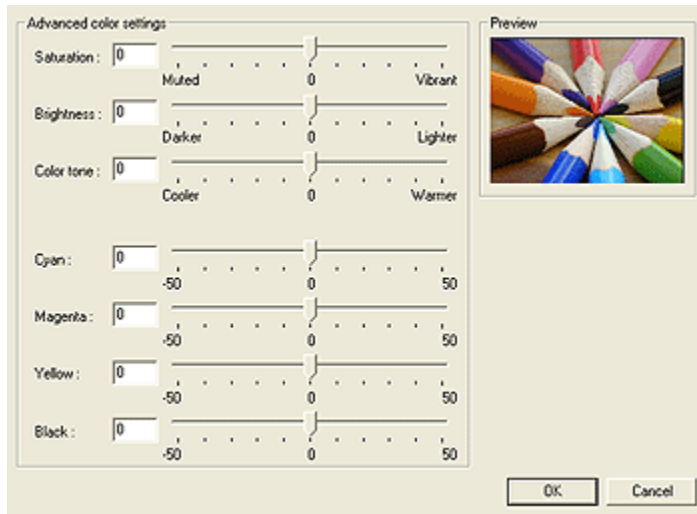 Advanced color settings
Preview
Saturation : 0
Muted 0 Vibrant
Brightness : 0
Darker 0 Lighter
Color tone : 0
Cooler 0 Warmer
Cyan : 0
-50 0 50
Magenta : 0
-50 0 50
Yellow : 0
-50 0 50
Black : 0
-50 0 50
OK Cancel